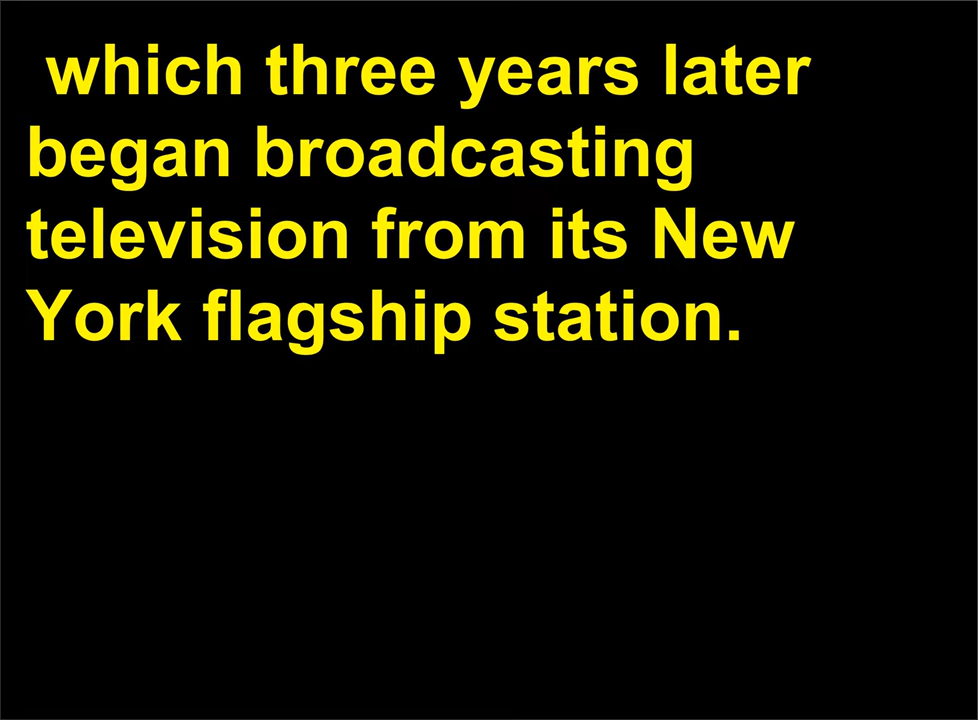 which three years later
began broadcasting
television from its New
York flagship station.